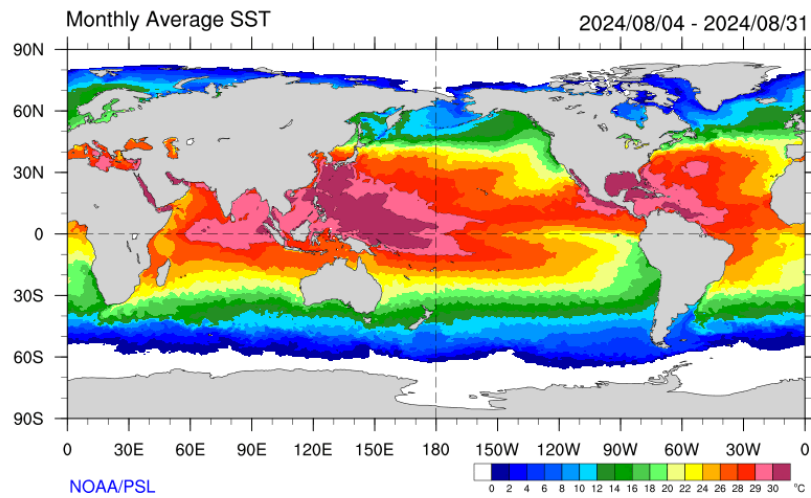 Monthly Average SST
2024/08/04 - 2024/08/31
90N
60N
30N
0
30S
60S
90S
0 30E 60E 90E 120E 150E 180 150W 120W 90W 60W 30W 0
NOAA/PSL
0 2 4 6 8 10 12 14 16 18 20 22 24 26 28 29 30 °C